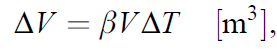 ΔV = βVΔT [m³],